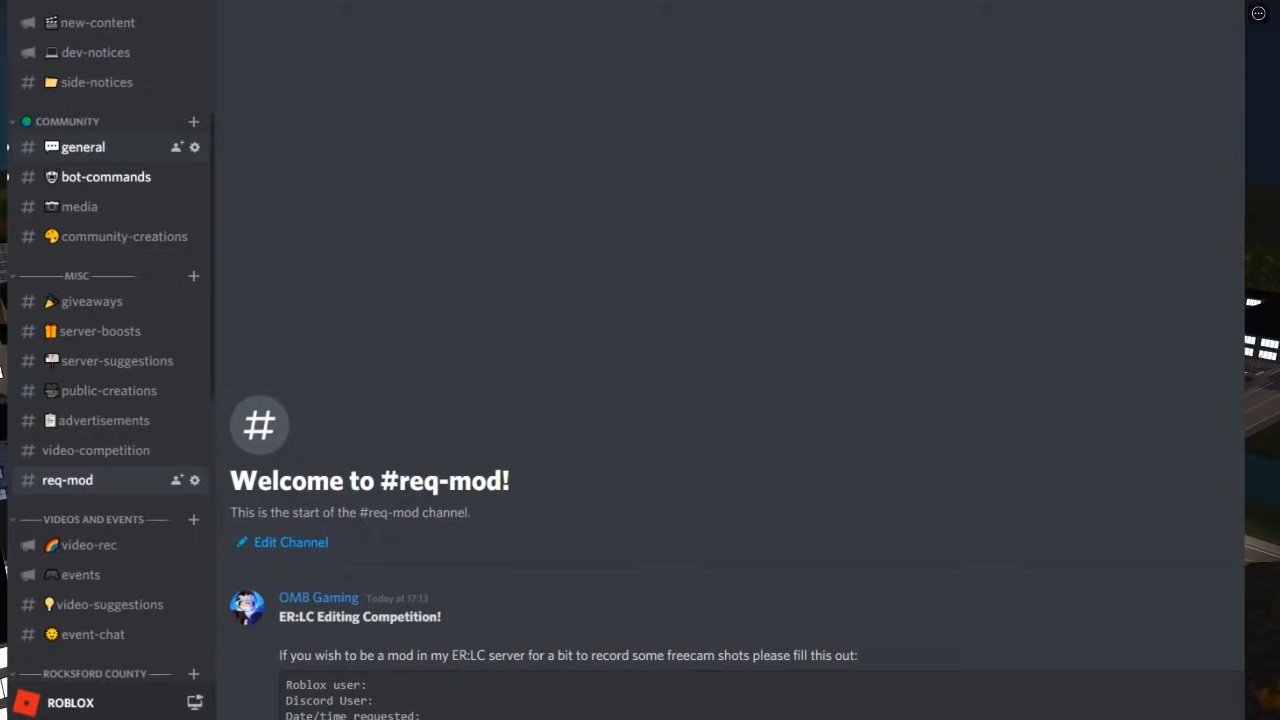 new-content
dev-notices
# side-notices
COMMUNITY +
# general
# bot-commands
# media
# community-creations
MISC +
# giveaways
# server-boosts
# server-suggestions
# public-creations
# advertisements
# video-competition
# req-mod
VIDEOS AND EVENTS +
video-rec
events
# video-suggestions
# event-chat
ROCKSFORD COUNTY +
ROBLOX
#
Welcome to #req-mod!
This is the start of the #req-mod channel.
Edit Channel
OMB Gaming Today at 17:13
ER:LC Editing Competition!
If you wish to be a mod in my ER:LC server for a bit to record some freecam shots please fill this out:
Roblox user:
Discord User:
Date/time requested: